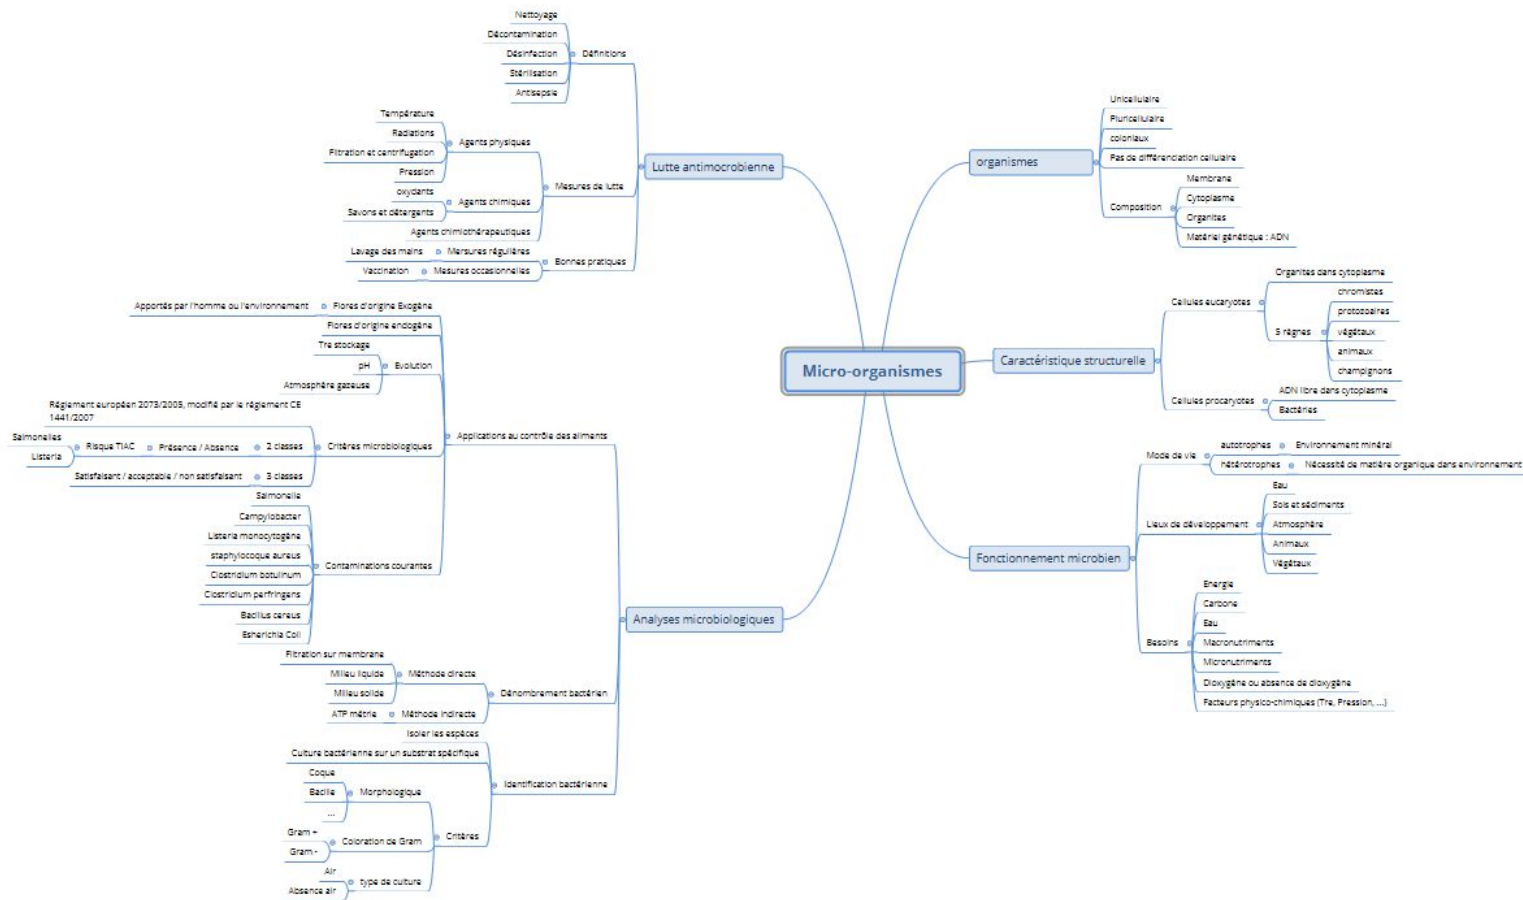 Micro-organismes
organismes
Unicellulaire
Pluricellulaire
coloniaux
Pas de différenciation cellulaire
Composition
Membrane
Cytoplasme
Organites
Matériel génétique : ADN
Caractéristique structurelle
Cellules eucaryotes
Organites dans cytoplasme
5 règnes
chromistes
protozoaires
végétaux
animaux
champignons
Cellules procaryotes
ADN libre dans cytoplasme
Bactéries
Fonctionnement microbien
Mode de vie
autotrophes
Environnement minéral
hétérotrophes
Nécessité de matière organique dans environnement
Lieux de développement
Eau
Sols et sédiments
Atmosphère
Animaux
Végétaux
Besoins
Energie
Carbone
Eau
Macronutriments
Micronutriments
Dioxygène ou absence de dioxygène
Facteurs physico-chimiques (Tre, Pression, ...)
Lutte antimocrobienne
Définitions
Nettoyage
Décontamination
Désinfection
Stérilisation
Antisepsie
Mesures de lutte
Agents physiques
Température
Radiations
Filtration et centrifugation
Pression
Agents chimiques
oxydants
Savons et détergents
Agents chimiothérapeutiques
Bonnes pratiques
Mersures régulières
Lavage des mains
Mesures occasionnelles
Vaccination
Analyses microbiologiques
Applications au contrôle des aliments
Flores d'origine Exogène
Apportés par l'homme ou l'environnement
Flores d'origine endogène
Evolution
Tre stockage
pH
Atmosphère gazeuse
Critères microbiologiques
Règlement européen 2073/2005, modifié par le règlement CE
1441/2007
2 classes
Présence / Absence
Risque TIAC
Salmonelles
Listeria
3 classes
Satisfaisant / acceptable / non satisfaisant
Contaminations courantes
Salmonelle
Campylobacter
Listeria monocytogène
staphylocoque aureus
Clostridium botulinum
Clostridium perfringens
Bacillus cereus
Esherichia Coli
Dénombrement bactérien
Méthode directe
Filtration sur membrane
Milieu liquide
Milieu solide
Méthode indirecte
ATP métrie
Identification bactérienne
Isoler les espèces
Culture bactérienne sur un substrat spécifique
Critères
Morphologique
Coque
Bacille
...
Coloration de Gram
Gram +
Gram -
type de culture
Air
Absence air